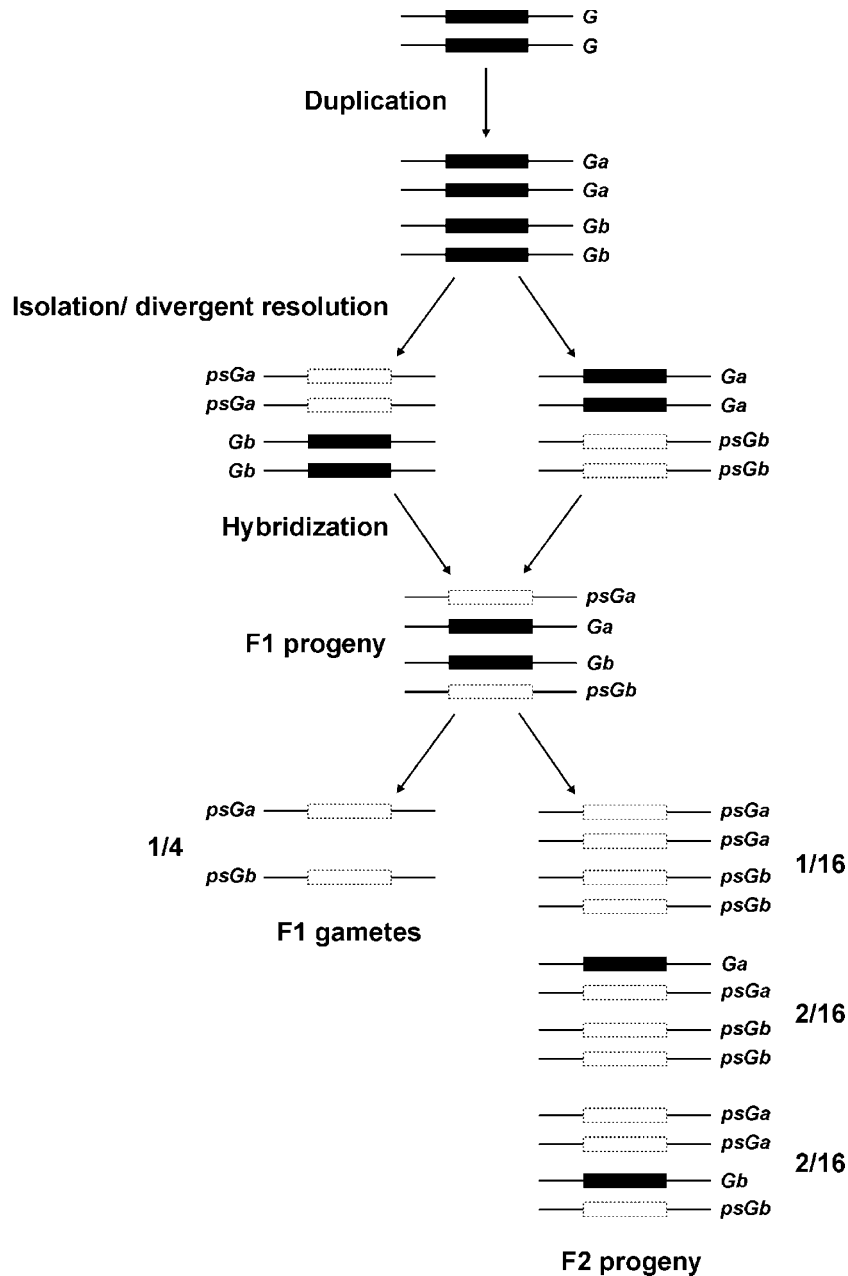 G
G
Duplication
Ga
Ga
Gb
Gb
Isolation/ divergent resolution
psGa
psGa
Gb
Gb
Ga
Ga
psGb
psGb
Hybridization
F1 progeny
psGa
Ga
Gb
psGb
psGa
1/4
psGb
F1 gametes
psGa
psGa
1/16
psGb
psGb
Ga
psGa
2/16
psGb
psGb
psGa
psGa
2/16
Gb
psGb
F2 progeny